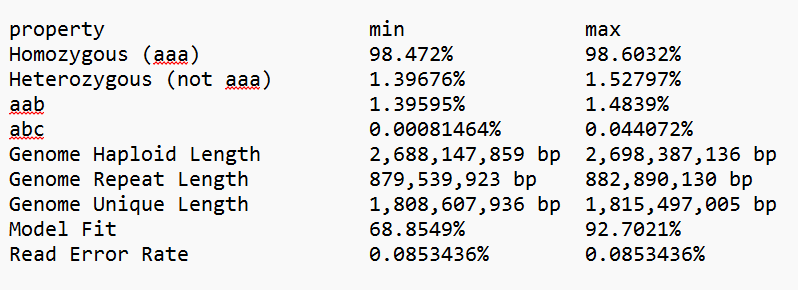 property min max
Homozygous (aaa) 98.472% 98.6032%
Heterozygous (not aaa) 1.39676% 1.52797%
aab 1.39595% 1.4839%
abc 0.00081464% 0.044072%
Genome Haploid Length 2,688,147,859 bp 2,698,387,136 bp
Genome Repeat Length 879,539,923 bp 882,890,130 bp
Genome Unique Length 1,808,607,936 bp 1,815,497,005 bp
Model Fit 68.8549% 92.7021%
Read Error Rate 0.0853436% 0.0853436%